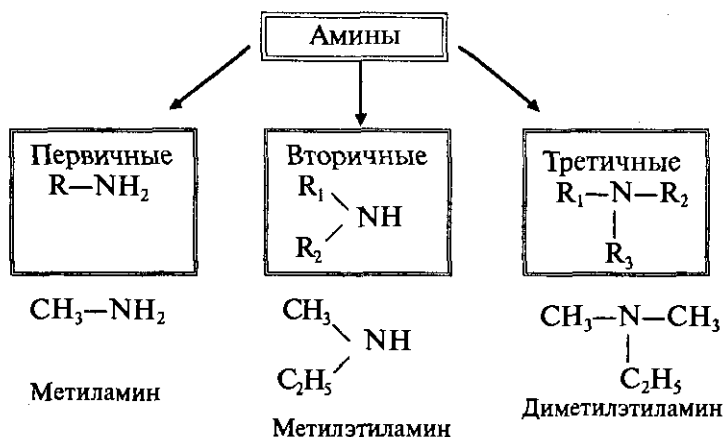 Амины
Первичные
R—NH₂
Вторичные
R₁
NH
R₂
Третичные
R₁—N—R₂
R₃
CH₃—NH₂
Метиламин
CH₃
NH
C₂H₅
Метилэтиламин
CH₃—N—CH₃
C₂H₅
Диметилэтиламин